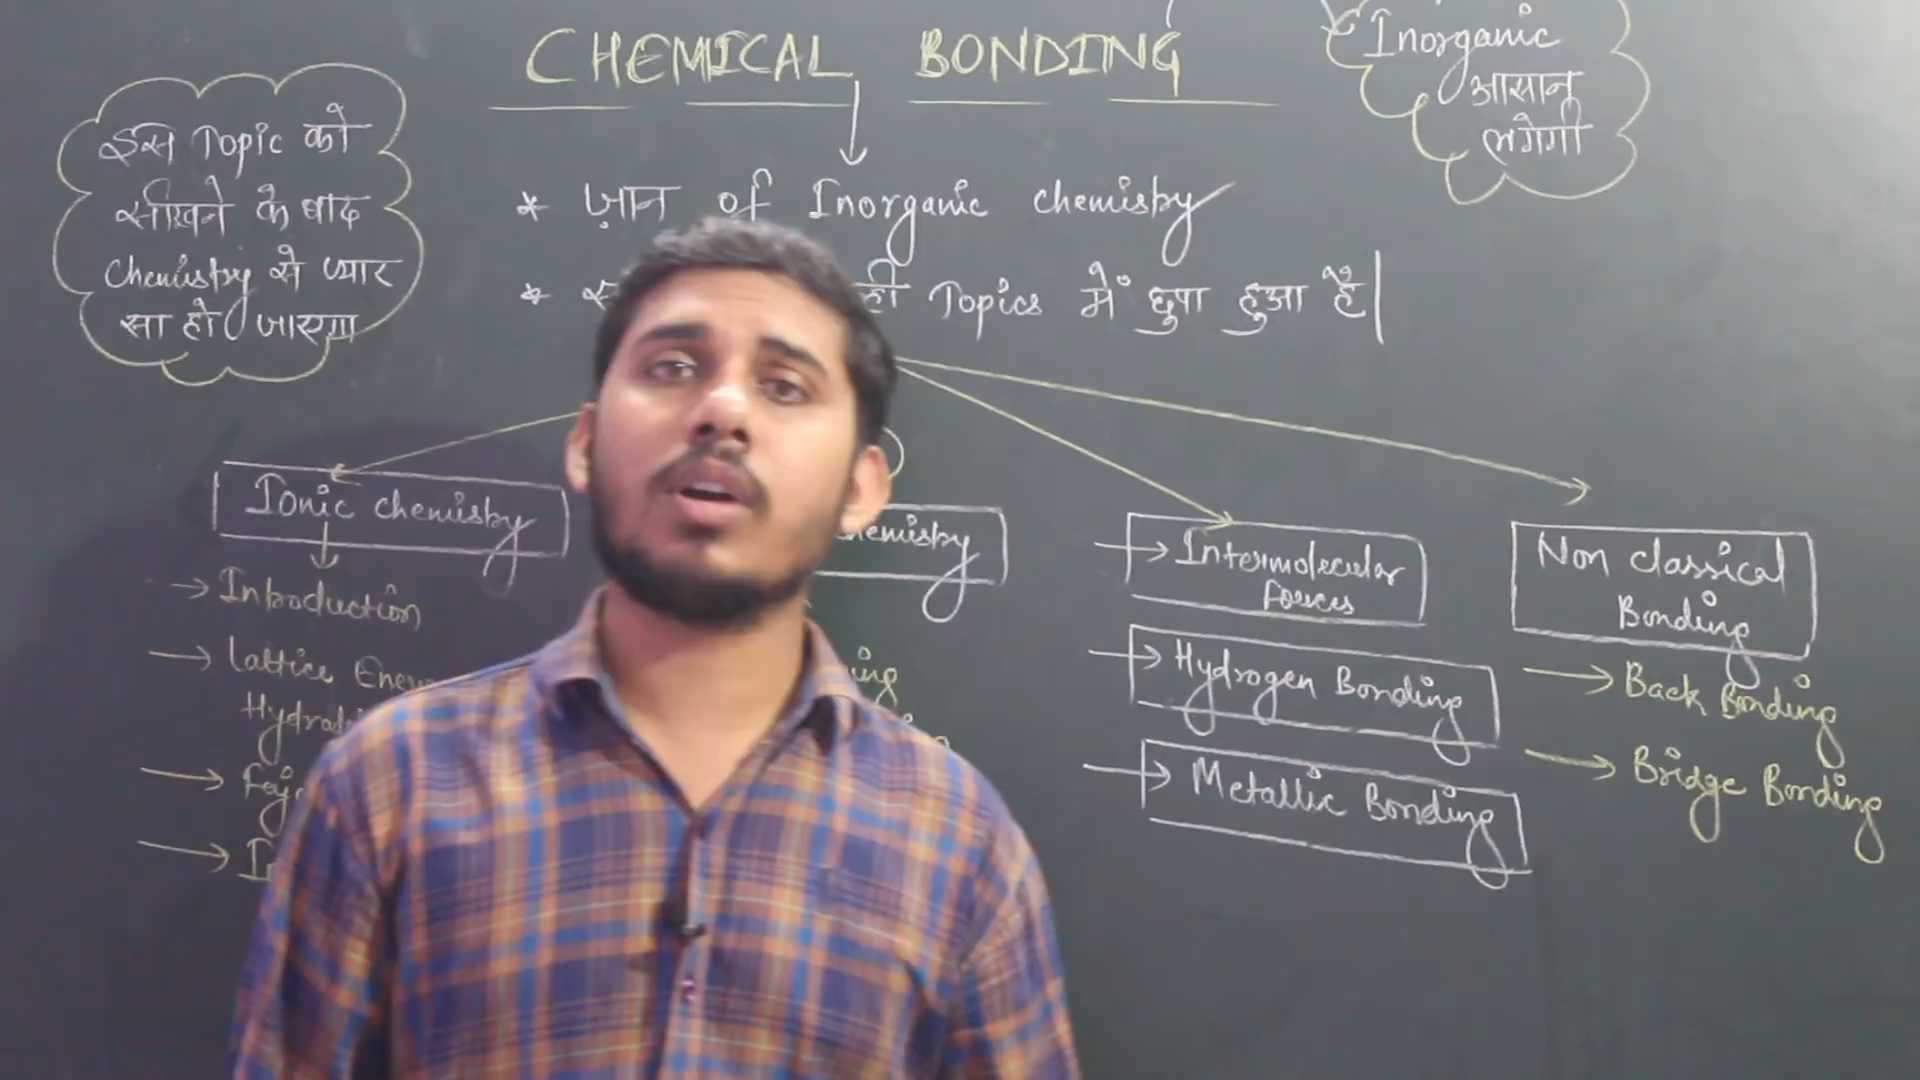 CHEMICAL BONDING
Inorganic
आसान
लगेगी
इस Topic को
सीखने के बाद
Chemistry से प्यार
सा हो जाएगा
* ज़ान of Inorganic chemistry
* ही Topics में छुपा हुआ है|
Ionic chemistry
→ Introduction
→ Lattice
→
→
→ Intermolecular
forces
→ Hydrogen Bonding
→ Metallic Bonding
Non classical
Bonding
→ Back Bonding
→ Bridge Bonding